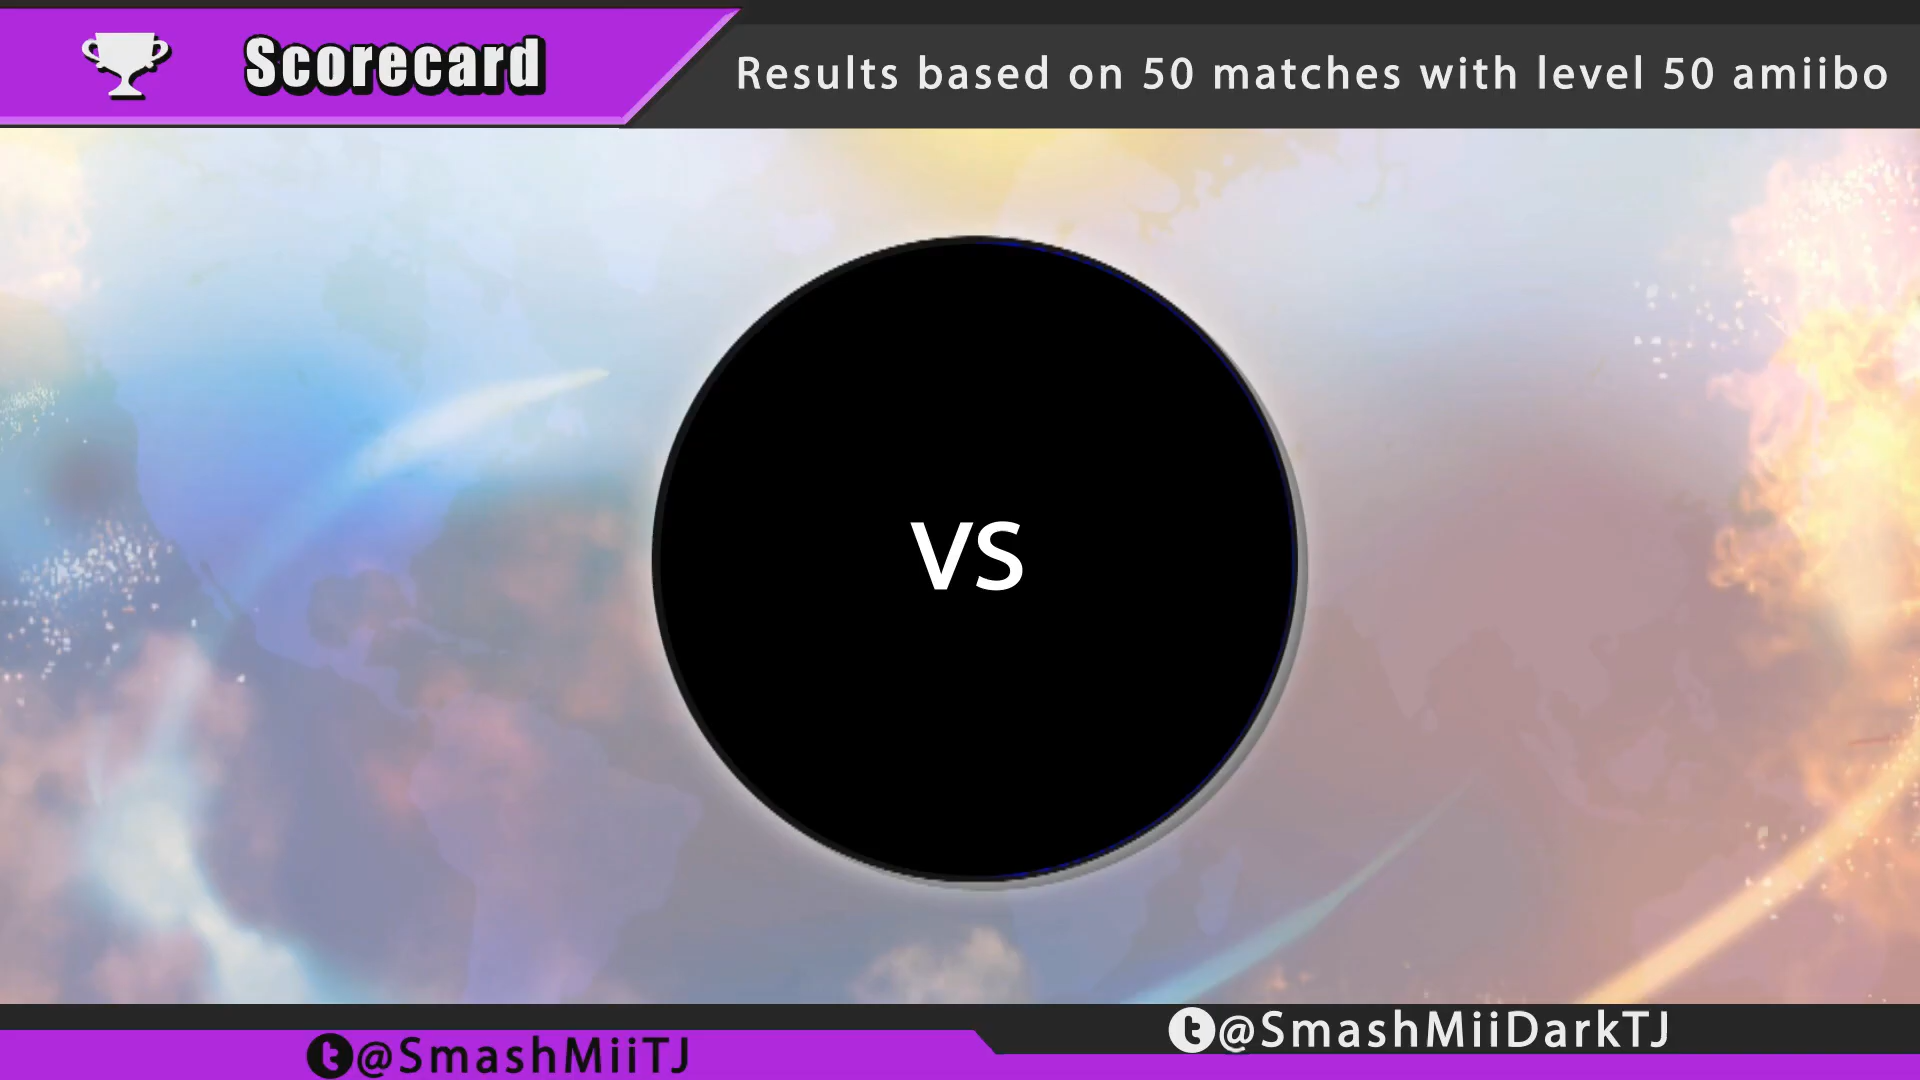 Scorecard
Results based on 50 matches with level 50 amiibo
VS
@SmashMiiTJ
@SmashMiiDarkTJ